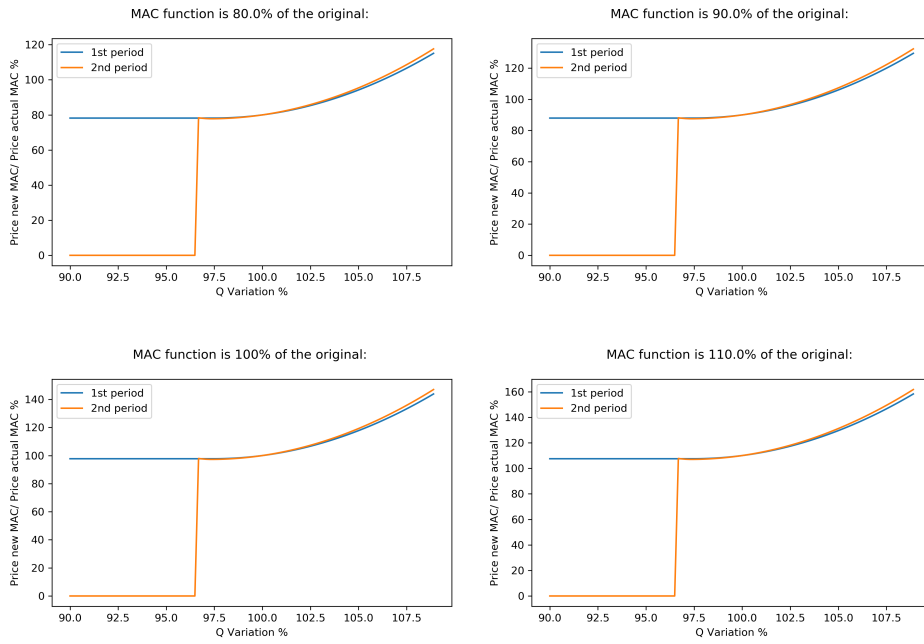 MAC function is 80.0% of the original:
Price new MAC/ Price actual MAC %
120
100
80
60
40
20
0
1st period
2nd period
90.0 92.5 95.0 97.5 100.0 102.5 105.0 107.5
Q Variation %
MAC function is 90.0% of the original:
Price new MAC/ Price actual MAC %
120
100
80
60
40
20
0
1st period
2nd period
90.0 92.5 95.0 97.5 100.0 102.5 105.0 107.5
Q Variation %
MAC function is 100% of the original:
Price new MAC/ Price actual MAC %
140
120
100
80
60
40
20
0
1st period
2nd period
90.0 92.5 95.0 97.5 100.0 102.5 105.0 107.5
Q Variation %
MAC function is 110.0% of the original:
Price new MAC/ Price actual MAC %
160
140
120
100
80
60
40
20
0
1st period
2nd period
90.0 92.5 95.0 97.5 100.0 102.5 105.0 107.5
Q Variation %